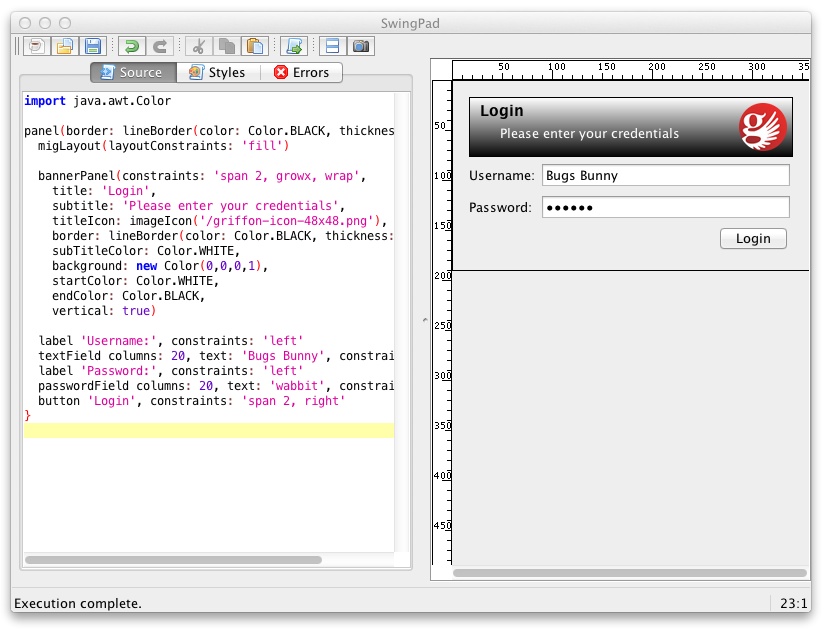 SwingPad
Source
Styles
Errors
import java.awt.Color
panel(border: lineBorder(color: Color.BLACK, thicknes
migLayout(layoutConstraints: 'fill')
bannerPanel(constraints: 'span 2, growx, wrap',
title: 'Login',
subtitle: 'Please enter your credentials',
titleIcon: imageIcon('/griffon-icon-48x48.png'),
border: lineBorder(color: Color.BLACK, thickness:
subTitleColor: Color.WHITE,
background: new Color(0,0,0,1),
startColor: Color.WHITE,
endColor: Color.BLACK,
vertical: true)
label 'Username:', constraints: 'left'
textField columns: 20, text: 'Bugs Bunny', constrai
label 'Password:', constraints: 'left'
passwordField columns: 20, text: 'wabbit', constrai
button 'Login', constraints: 'span 2, right'
}
50 100 150 200 250 300 35
50
100
150
200
250
300
350
400
450
Login
Please enter your credentials
g
Username: Bugs Bunny
Password: ••••••
Login
Execution complete.
23:1